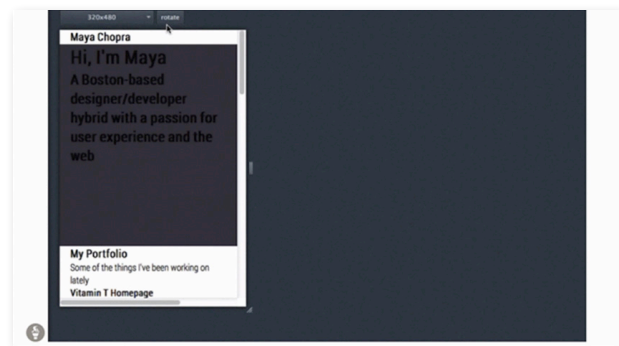 320x480 rotate
Maya Chopra
Hi, I'm Maya
A Boston-based
designer/developer
hybrid with a passion for
user experience and the
web
My Portfolio
Some of the things I've been working on
lately
Vitamin T Homepage